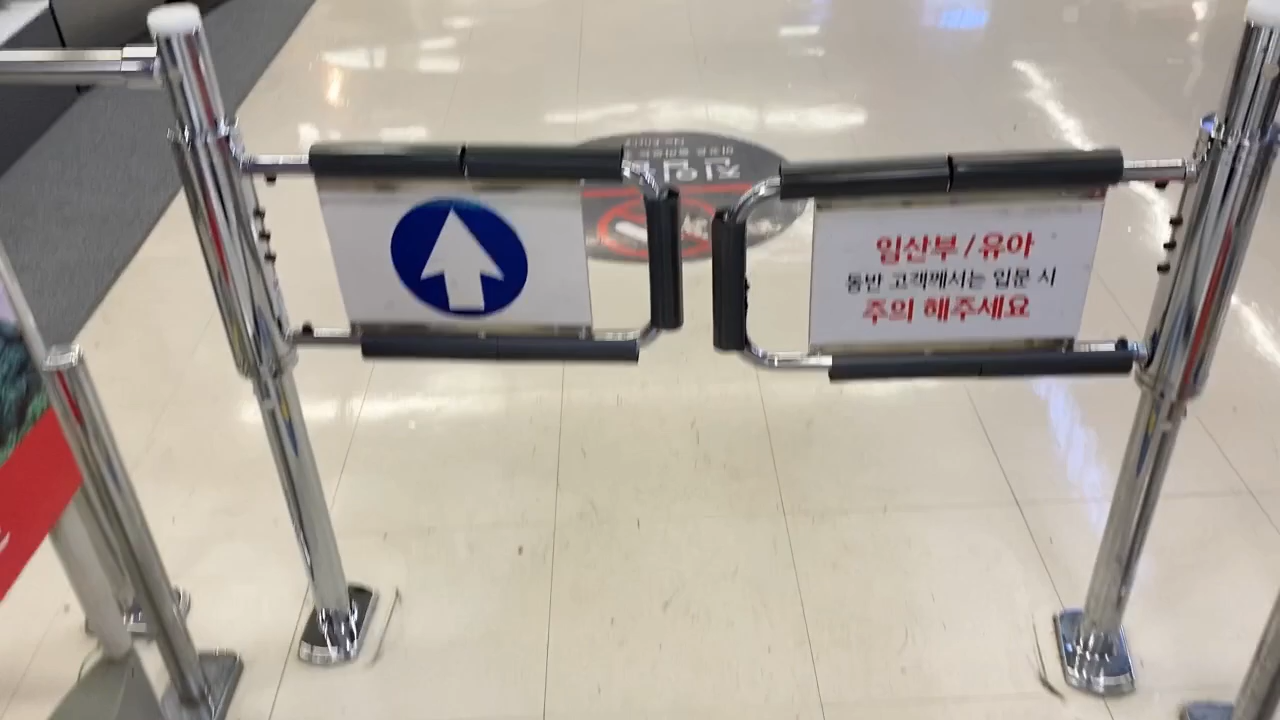 임산부 / 유아
동반 고객께서는 입문 시
주의 해주세요